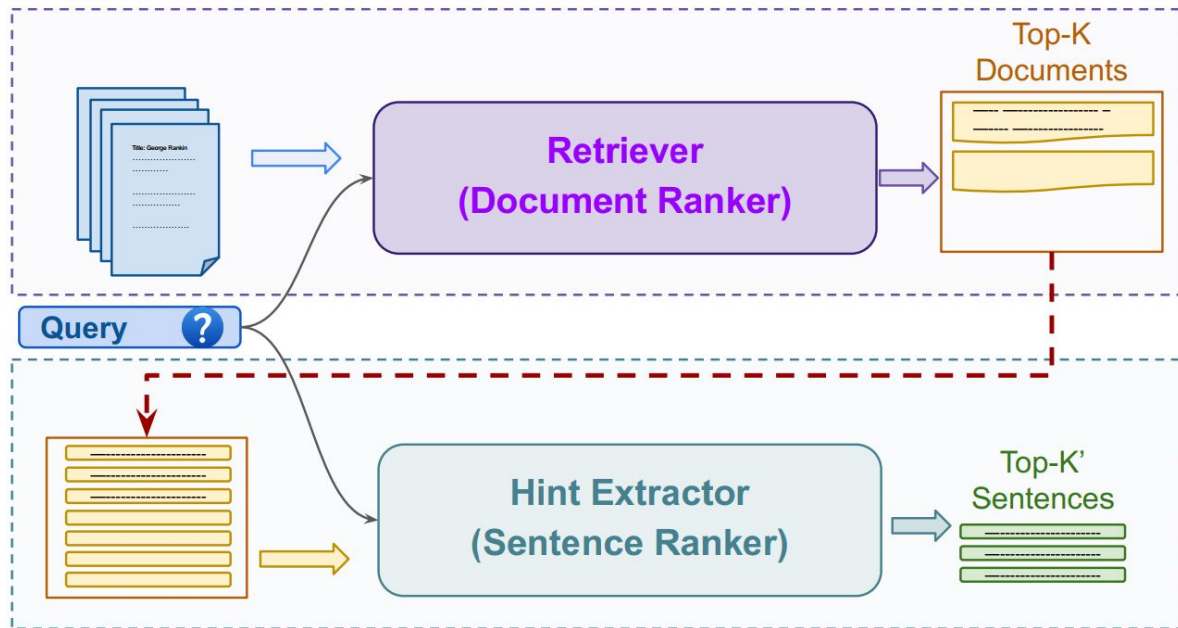 Top-K
Documents
Title: George Rankin
Retriever
(Document Ranker)
Query ?
Hint Extractor
(Sentence Ranker)
Top-K’
Sentences